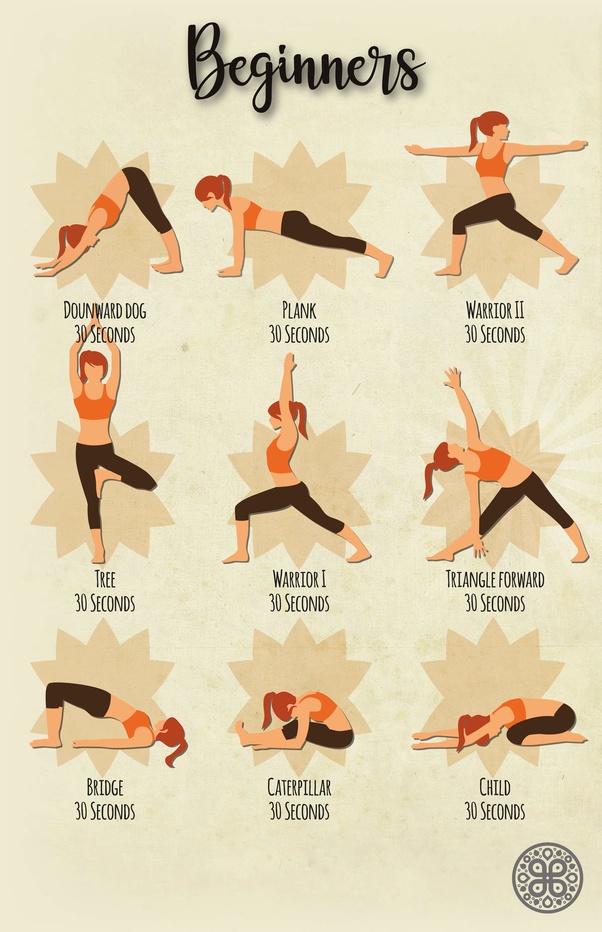 Beginners
Dounward dog
30 Seconds
Plank
30 Seconds
Warrior II
30 Seconds
Tree
30 Seconds
Warrior I
30 Seconds
Triangle forward
30 Seconds
Bridge
30 Seconds
Caterpillar
30 Seconds
Child
30 Seconds